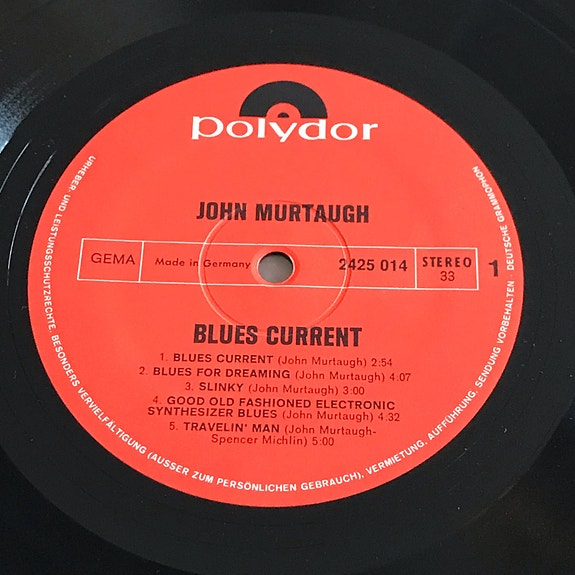 polydor
JOHN MURTAUGH
GEMA
Made in Germany
2425 014
STEREO
33
1
BLUES CURRENT
1. BLUES CURRENT (John Murtaugh) 2:54
2. BLUES FOR DREAMING (John Murtaugh) 4:07
3. SLINKY (John Murtaugh) 3:00
4. GOOD OLD FASHIONED ELECTRONIC
SYNTHESIZER BLUES (John Murtaugh) 4:32
5. TRAVELIN' MAN (John Murtaugh-
Spencer Michlin) 5:00
URHEBER- UND LEISTUNGSSCHUTZRECHTE, BESONDERS VERVIELFÄLTIGUNG (AUSSER ZUM PERSÖNLICHEN GEBRAUCH), VERMIETUNG, AUFFÜHRUNG, SENDUNG VORBEHALTEN · DEUTSCHE GRAMMOPHON